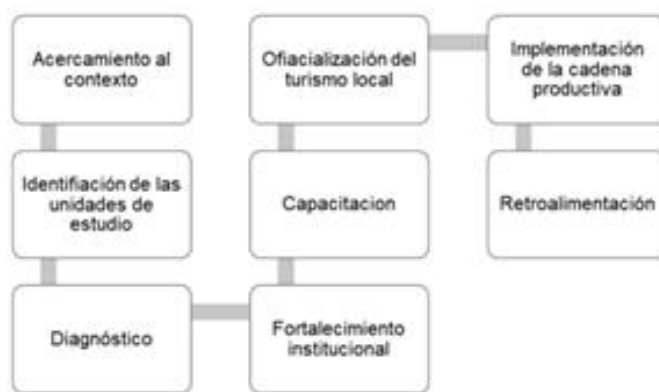 Acercamiento al
contexto
Identifiación de las
unidades de
estudio
Diagnóstico
Fortalecimiento
institucional
Capacitacion
Ofiacialización del
turismo local
Implementación
de la cadena
productiva
Retroalimentación